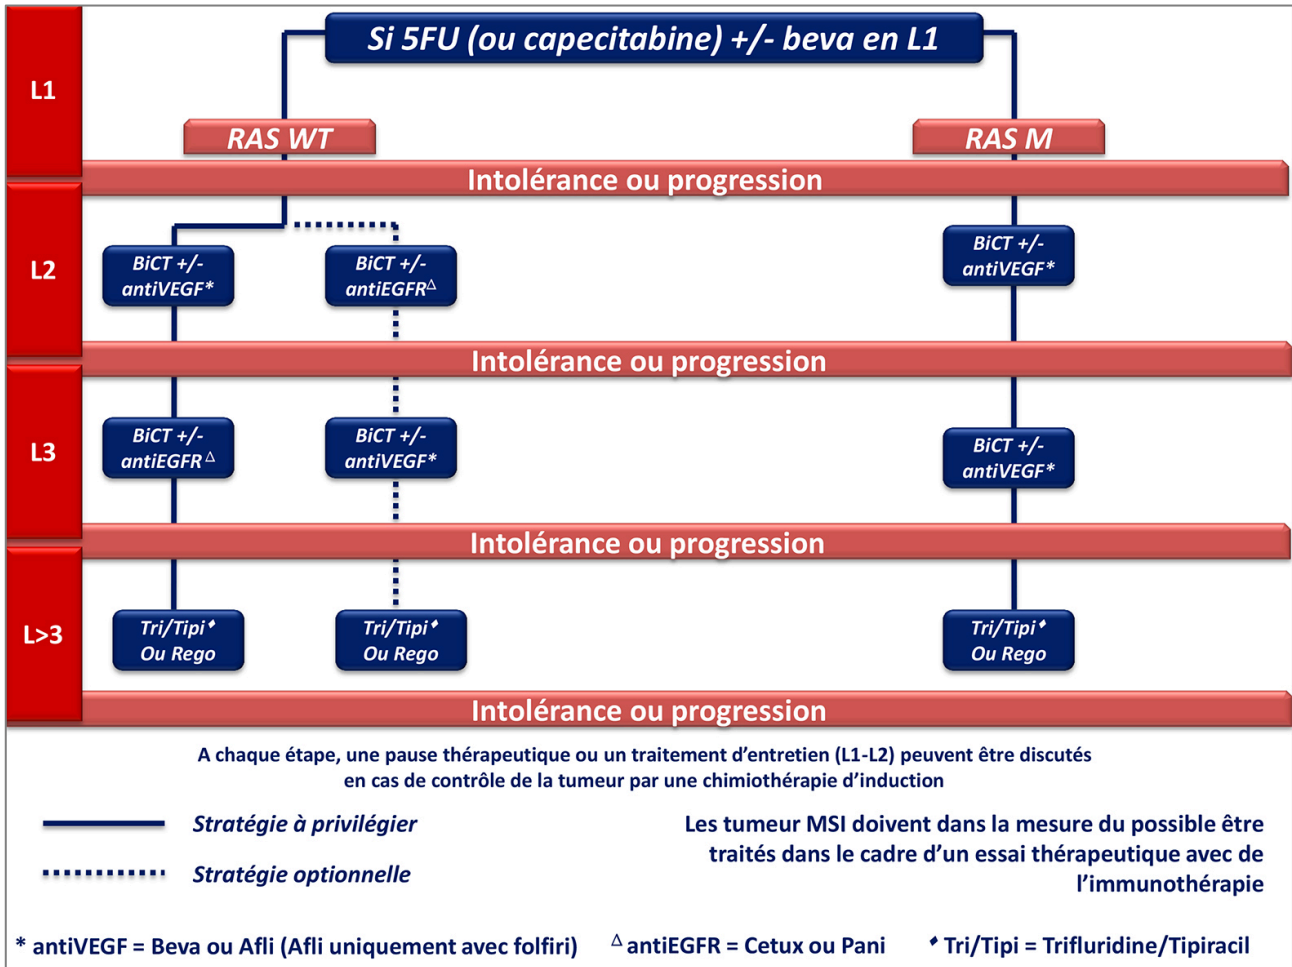 Si 5FU (ou capecitabine) +/- beva en L1
L1
RAS WT
RAS M
Intolérance ou progression
L2
BiCT +/-
antiVEGF*
BiCT +/-
antiEGFR^Δ
BiCT +/-
antiVEGF*
Intolérance ou progression
L3
BiCT +/-
antiEGFR ^Δ
BiCT +/-
antiVEGF*
BiCT +/-
antiVEGF*
Intolérance ou progression
L>3
Tri/Tipi♦
Ou Rego
Tri/Tipi♦
Ou Rego
Tri/Tipi♦
Ou Rego
Intolérance ou progression
A chaque étape, une pause thérapeutique ou un traitement d'entretien (L1-L2) peuvent être discutés
en cas de contrôle de la tumeur par une chimiothérapie d'induction
Stratégie à privilégier
Stratégie optionnelle
Les tumeur MSI doivent dans la mesure du possible être
traités dans le cadre d'un essai thérapeutique avec de
l'immunothérapie
* antiVEGF = Beva ou Afli (Afli uniquement avec folfiri)
Δ antiEGFR = Cetux ou Pani
♦ Tri/Tipi = Trifluridine/Tipiracil